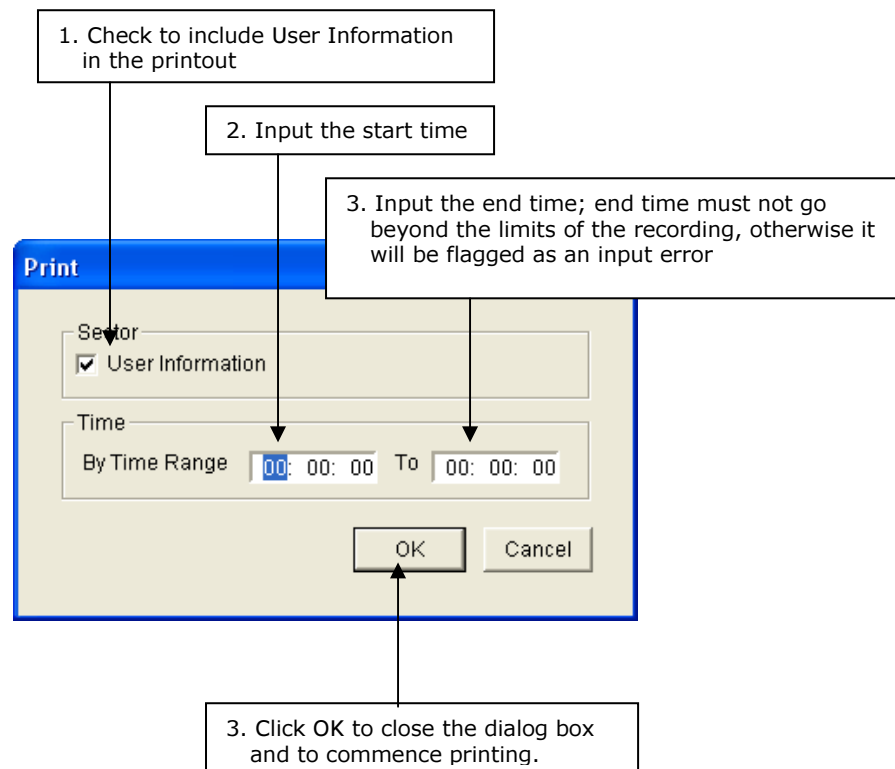 1. Check to include User Information
in the printout
2. Input the start time
3. Input the end time; end time must not go
beyond the limits of the recording, otherwise it
will be flagged as an input error
Print
Sector
User Information
Time
By Time Range 00: 00: 00 To 00: 00: 00
OK Cancel
3. Click OK to close the dialog box
and to commence printing.